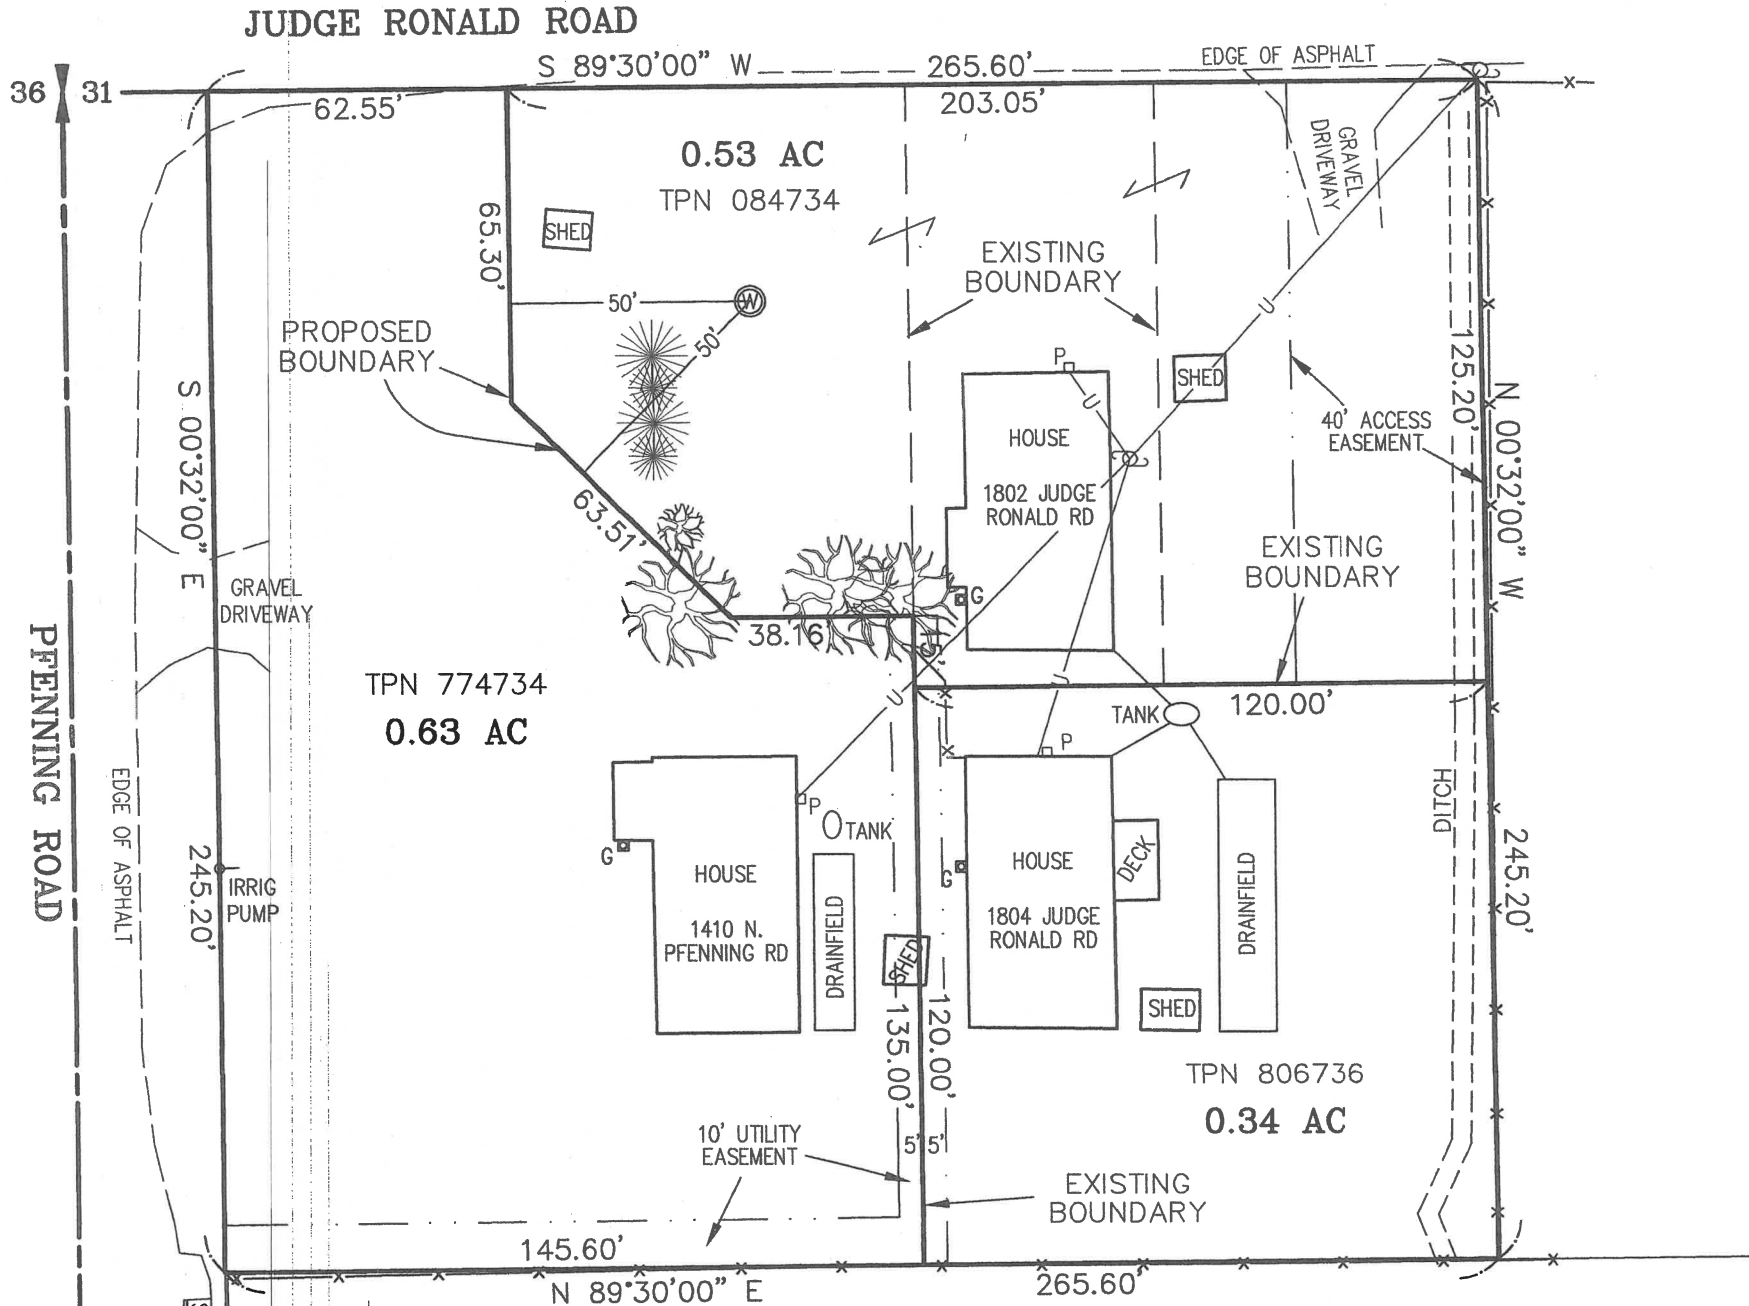 JUDGE RONALD ROAD
S 89°30'00" W
265.60'
EDGE OF ASPHALT
36
31
62.55'
203.05'
0.53 AC
TPN 084734
GRAVEL
DRIVEWAY
SHED
65.30'
EXISTING
BOUNDARY
50'
W
U
PROPOSED
BOUNDARY
50'
P
SHED
125.20'
S 00°32'00" E
U
40' ACCESS
EASEMENT
N 00°32'00" W
HOUSE
1802 JUDGE
RONALD RD
63.51'
EXISTING
BOUNDARY
GRAVEL
DRIVEWAY
G
38.16'
PFENNING ROAD
TPN 774734
0.63 AC
U
U
120.00'
TANK
P
EDGE OF ASPHALT
P
TANK
DITCH
G
HOUSE
1410 N.
PFENNING RD
DRAINFIELD
SHED
G
HOUSE
1804 JUDGE
RONALD RD
DECK
DRAINFIELD
245.20'
245.20'
IRRIG
PUMP
SHED
135.00'
120.00'
TPN 806736
0.34 AC
10' UTILITY
EASEMENT
5'
5'
EXISTING
BOUNDARY
145.60'
N 89°30'00" E
265.60'